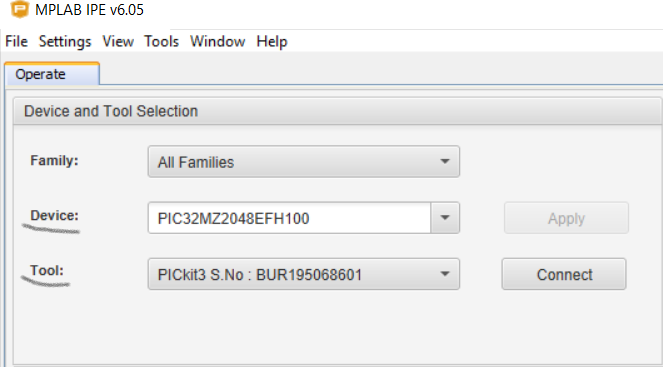 MPLAB IPE v6.05
File Settings View Tools Window Help
Operate
Device and Tool Selection
Family: All Families
Device: PIC32MZ2048EFH100 Apply
Tool: PICkit3 S.No : BUR195068601 Connect